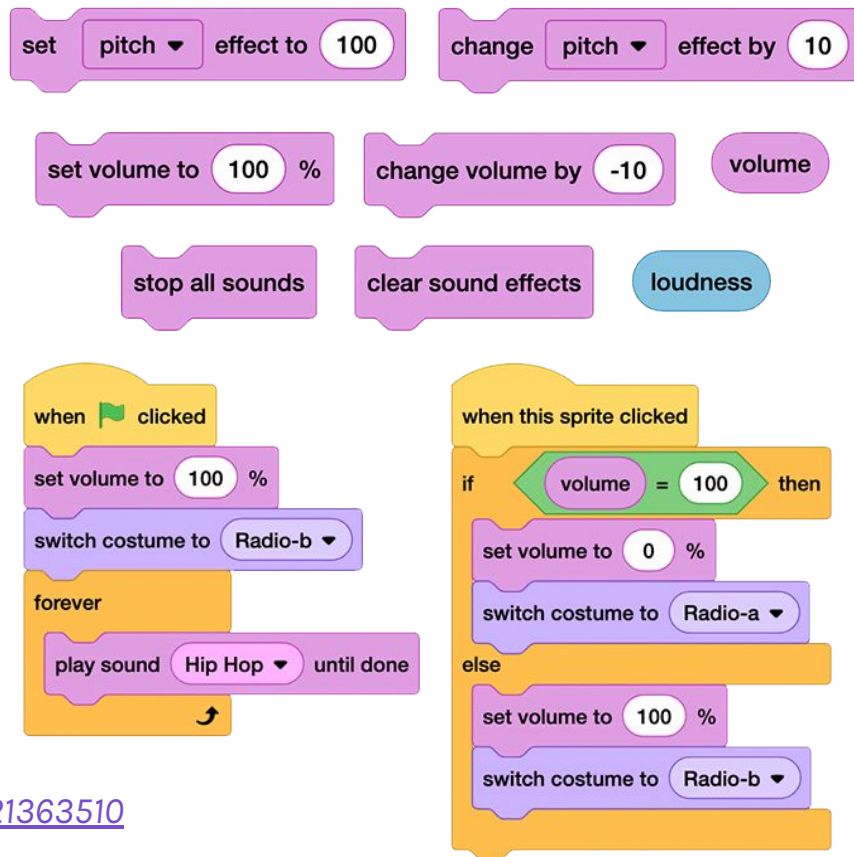 set pitch effect to 100
change pitch effect by 10
set volume to 100 %
change volume by -10
volume
stop all sounds
clear sound effects
loudness
when clicked
set volume to 100 %
switch costume to Radio-b
forever
play sound Hip Hop until done
when this sprite clicked
if volume = 100 then
set volume to 0 %
switch costume to Radio-a
else
set volume to 100 %
switch costume to Radio-b
21363510